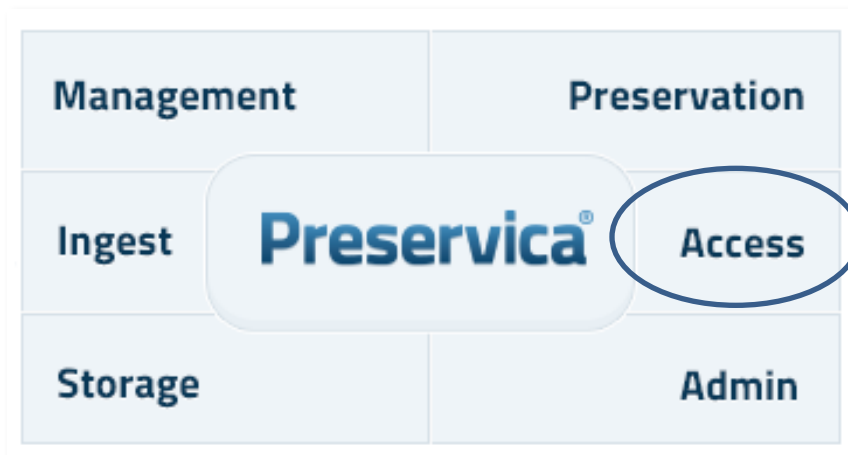 Management Preservation
Ingest Preservica® Access
Storage Admin